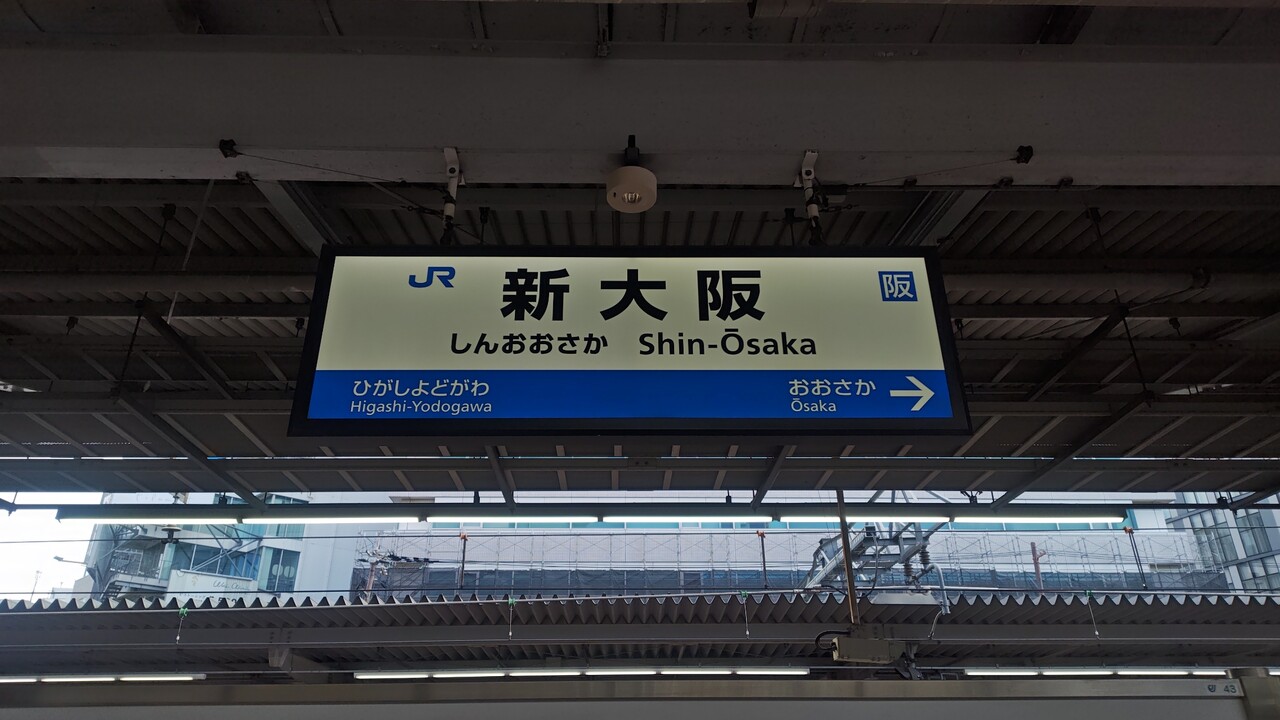 JR 新大阪 阪
しんおおさか Shin-Ōsaka
ひがしよどがわ おおさか →
Higashi-Yodogawa Ōsaka
43